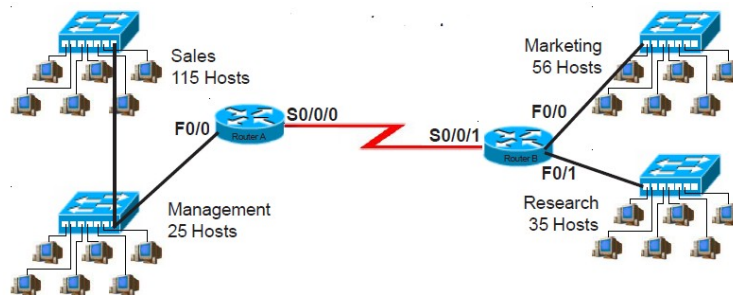 Sales
115 Hosts
Marketing
56 Hosts
F0/0
S0/0/0
Router A
S0/0/1
F0/0
Router B
F0/1
Management
25 Hosts
Research
35 Hosts